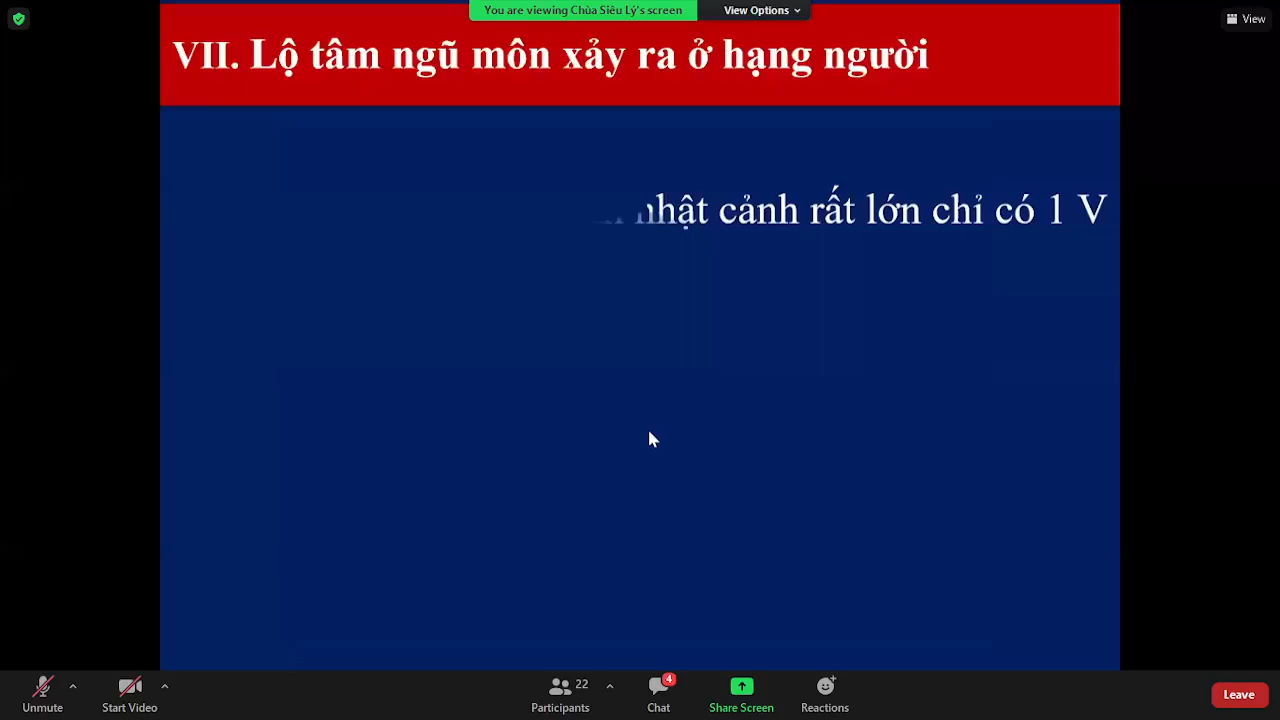 You are viewing Chùa Siêu Lý's screen
View Options
View
VII. Lộ tâm ngũ môn xảy ra ở hạng người
nhật cảnh rất lớn chỉ có 1 V
Unmute
Start Video
22
Participants
4
Chat
Share Screen
Reactions
Leave